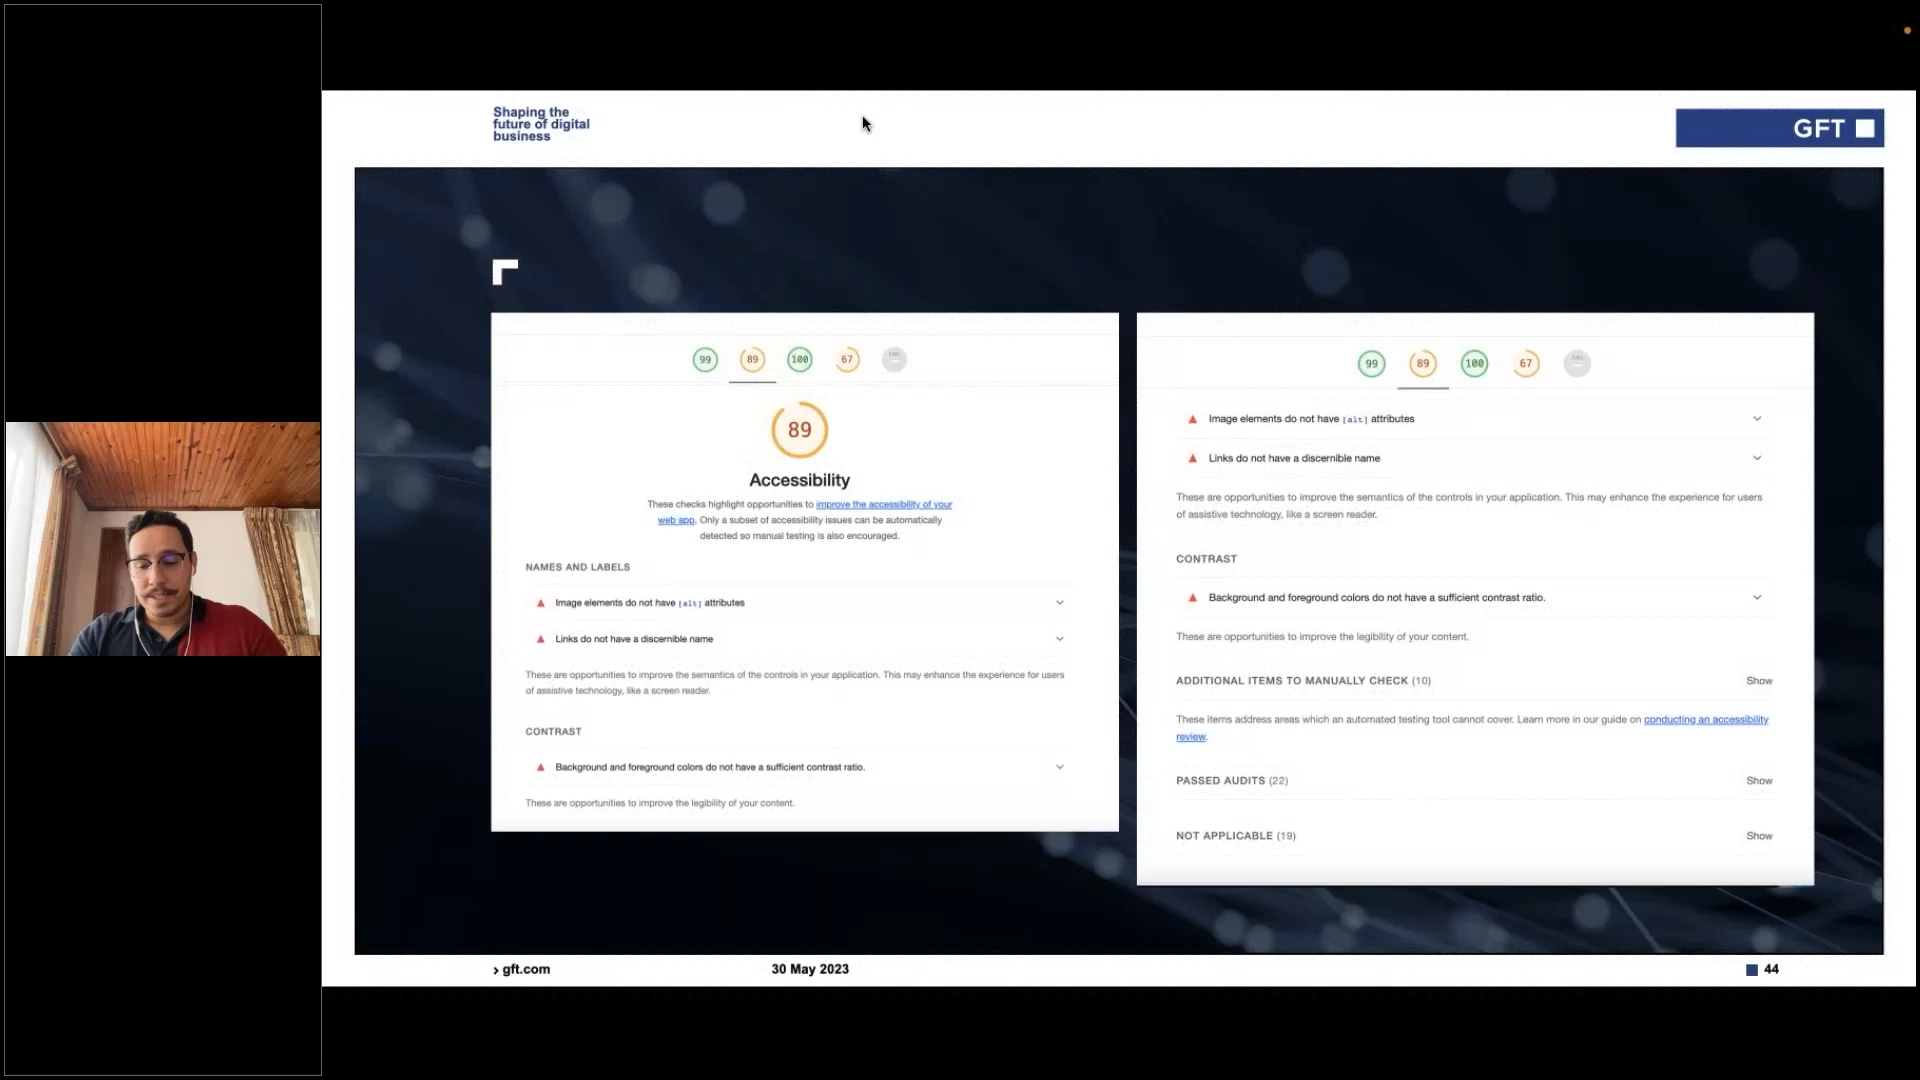 Shaping the
future of digital
business
GFT
99 89 100 67
89
Accessibility
These checks highlight opportunities to improve the accessibility of your
web app. Only a subset of accessibility issues can be automatically
detected so manual testing is also encouraged.
NAMES AND LABELS
Image elements do not have [alt] attributes
Links do not have a discernible name
These are opportunities to improve the semantics of the controls in your application. This may enhance the experience for users
of assistive technology, like a screen reader.
CONTRAST
Background and foreground colors do not have a sufficient contrast ratio.
These are opportunities to improve the legibility of your content.
99 89 100 67
Image elements do not have [alt] attributes
Links do not have a discernible name
These are opportunities to improve the semantics of the controls in your application. This may enhance the experience for users
of assistive technology, like a screen reader.
CONTRAST
Background and foreground colors do not have a sufficient contrast ratio.
These are opportunities to improve the legibility of your content.
ADDITIONAL ITEMS TO MANUALLY CHECK (10) Show
These items address areas which an automated testing tool cannot cover. Learn more in our guide on conducting an accessibility
review.
PASSED AUDITS (22) Show
NOT APPLICABLE (19) Show
› gft.com 30 May 2023 44